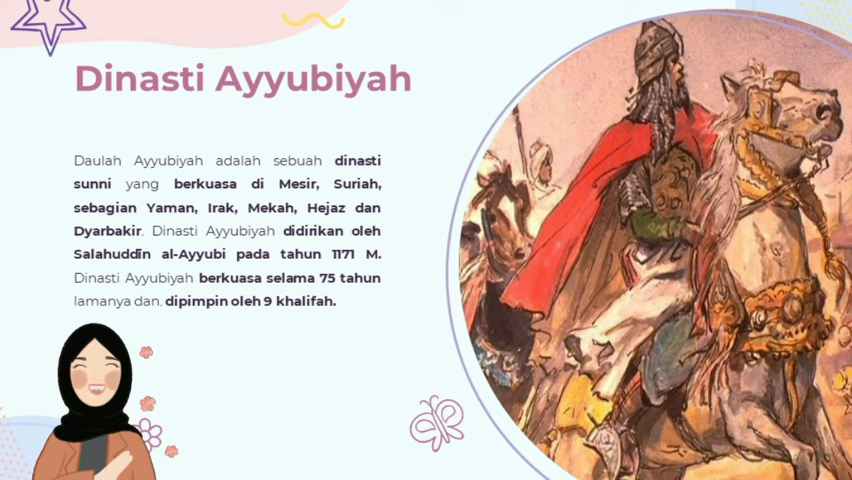 Dinasti Ayyubiyah
Daulah Ayyubiyah adalah sebuah dinasti
sunni yang berkuasa di Mesir, Suriah,
sebagian Yaman, Irak, Mekah, Hejaz dan
Dyarbakir. Dinasti Ayyubiyah didirikan oleh
Salahuddīn al-Ayyubi pada tahun 1171 M.
Dinasti Ayyubiyah berkuasa selama 75 tahun
lamanya dan. dipimpin oleh 9 khalifah.